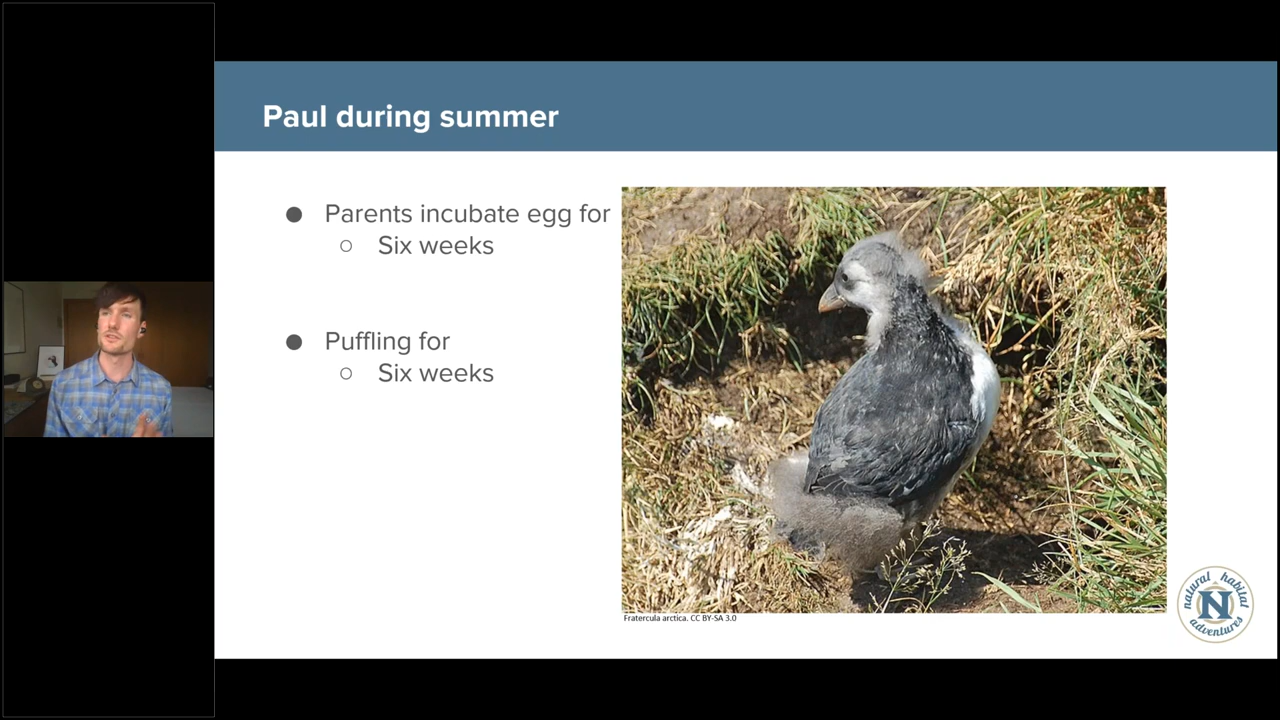 Paul during summer
● Parents incubate egg for
○ Six weeks
● Puffling for
○ Six weeks
Fratercula arctica. CC BY-SA 3.0
natural habitat
N
adventures